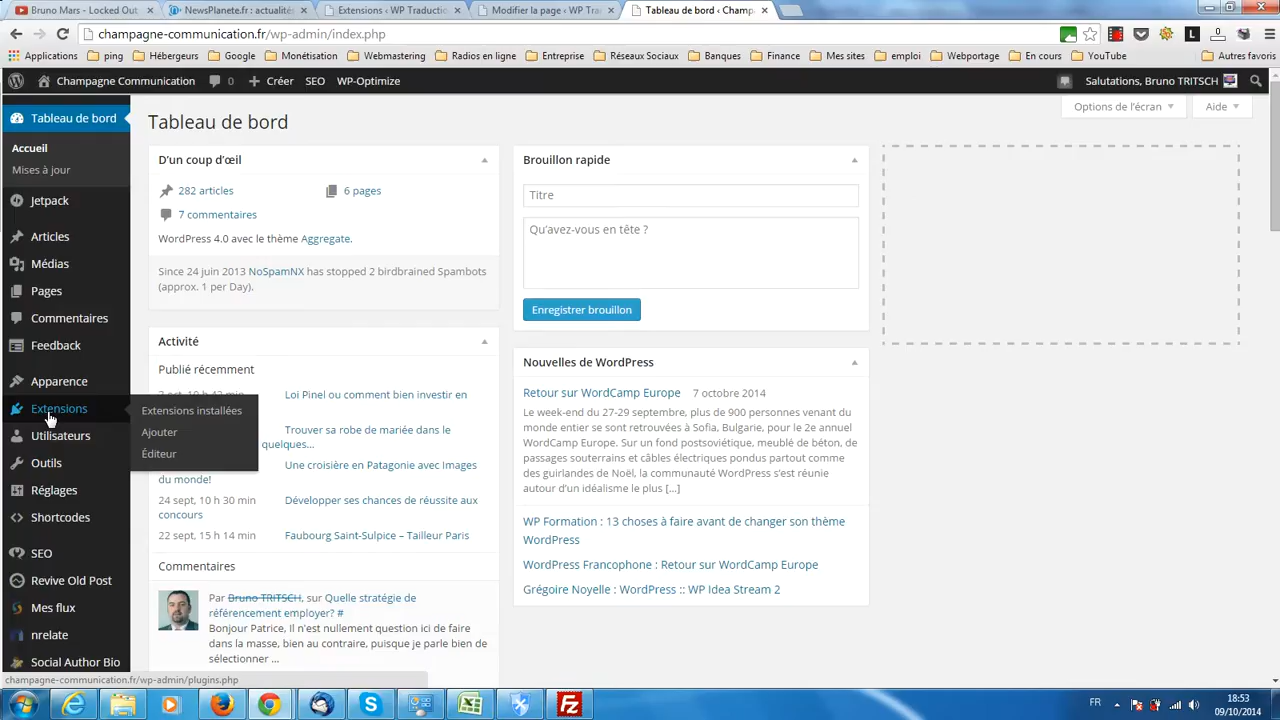 Bruno Mars - Locked Out
NewsPlanete.fr : actualités
Extensions ‹ WP Traduction
Modifier la page ‹ WP Tra
Tableau de bord ‹ Champ
champagne-communication.fr/wp-admin/index.php
Applications ping Hébergeurs Google Monétisation Webmastering Radios en ligne Entreprise Réseaux Sociaux Banques Finance Mes sites emploi Webportage En cours YouTube Autres favoris
Champagne Communication 0 Créer SEO WP-Optimize Salutations, Bruno TRITSCH
Options de l'écran Aide
Tableau de bord
Accueil
Mises à jour
Jetpack
Articles
Médias
Pages
Commentaires
Feedback
Apparence
Extensions
Utilisateurs
Outils
Réglages
Shortcodes
SEO
Revive Old Post
Mes flux
nrelate
Social Author Bio
Extensions installées
Ajouter
Éditeur
Tableau de bord
D'un coup d'œil
282 articles 6 pages
7 commentaires
WordPress 4.0 avec le thème Aggregate.
Since 24 juin 2013 NoSpamNX has stopped 2 birdbrained Spambots
(approx. 1 per Day).
Activité
Publié récemment
Loi Pinel ou comment bien investir en
Trouver sa robe de mariée dans le
quelques...
Une croisière en Patagonie avec Images
du monde!
24 sept, 10 h 30 min Développer ses chances de réussite aux
concours
22 sept, 15 h 14 min Faubourg Saint-Sulpice – Tailleur Paris
Commentaires
Par Bruno TRITSCH, sur Quelle stratégie de
référencement employer? #
Bonjour Patrice, Il n'est nullement question ici de faire
dans la masse, bien au contraire, puisque je parle bien de
sélectionner ...
Brouillon rapide
Titre
Qu'avez-vous en tête ?
Enregistrer brouillon
Nouvelles de WordPress
Retour sur WordCamp Europe 7 octobre 2014
Le week-end du 27-29 septembre, plus de 900 personnes venant du
monde entier se sont retrouvées à Sofia, Bulgarie, pour le 2e annuel
WordCamp Europe. Sur un fond postsoviétique, meublé de béton, de
passages souterrains et câbles électriques pondus partout comme
des guirlandes de Noël, la communauté WordPress s'est réunie
autour d'un idéalisme le plus [...]
WP Formation : 13 choses à faire avant de changer son thème
WordPress
WordPress Francophone : Retour sur WordCamp Europe
Grégoire Noyelle : WordPress :: WP Idea Stream 2
champagne-communication.fr/wp-admin/plugins.php
FR
18:53
09/10/2014